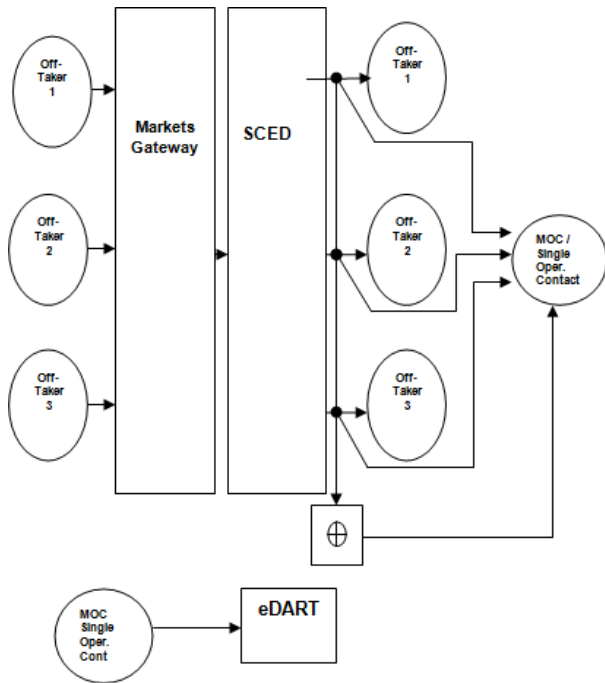 Off-
Taker
1
Off-
Taker
2
Off-
Taker
3
Markets
Gateway
SCED
Off-
Taker
1
Off-
Taker
2
Off-
Taker
3
MOC /
Single
Oper.
Contact
MOC
Single
Oper.
Cont
eDART